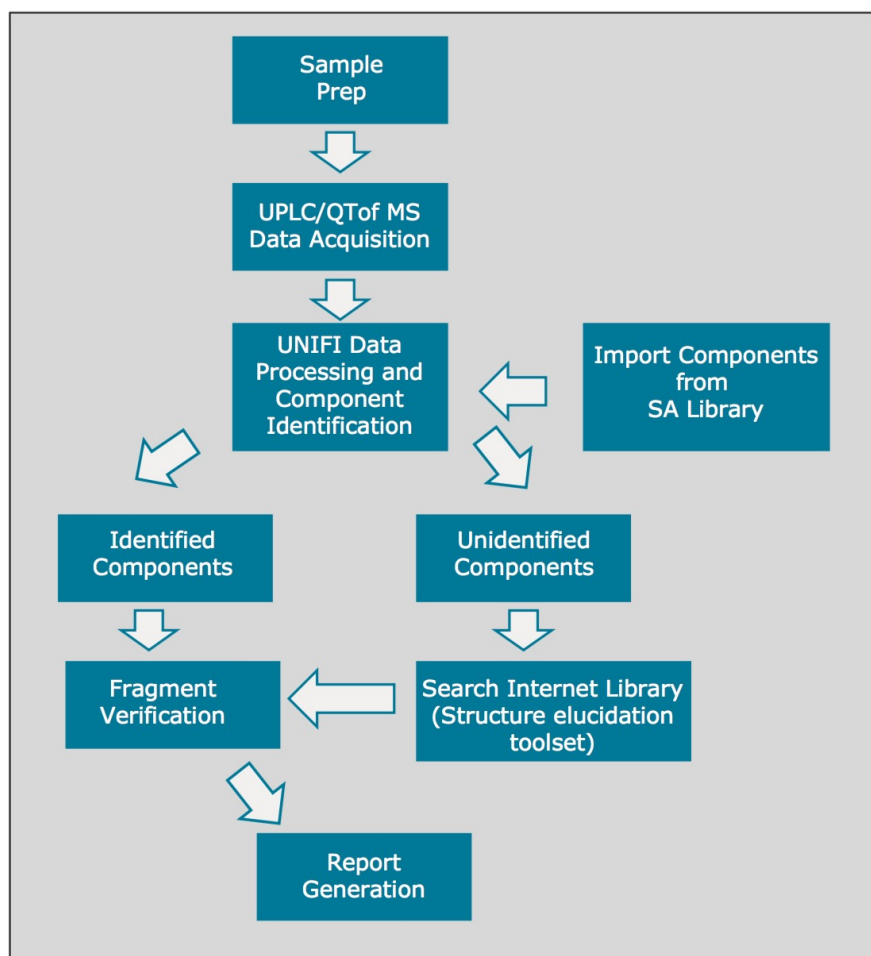 Sample
Prep
UPLC/QTof MS
Data Acquisition
UNIFI Data
Processing and
Component
Identification
Import Components
from
SA Library
Identified
Components
Unidentified
Components
Fragment
Verification
Search Internet Library
(Structure elucidation
toolset)
Report
Generation